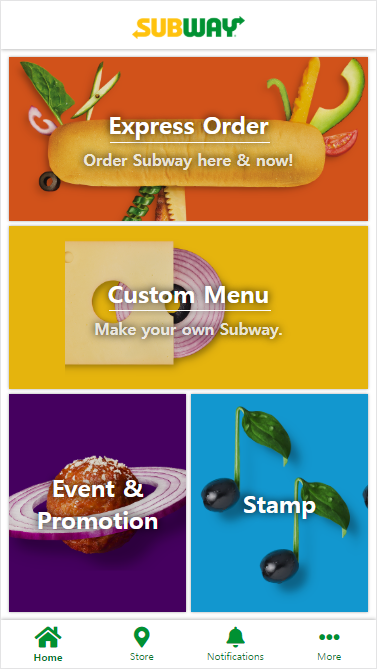 SUBWAY
Express Order
Order Subway here & now!
Custom Menu
Make your own Subway.
Event &
Promotion
Stamp
Home
Store
Notifications
More